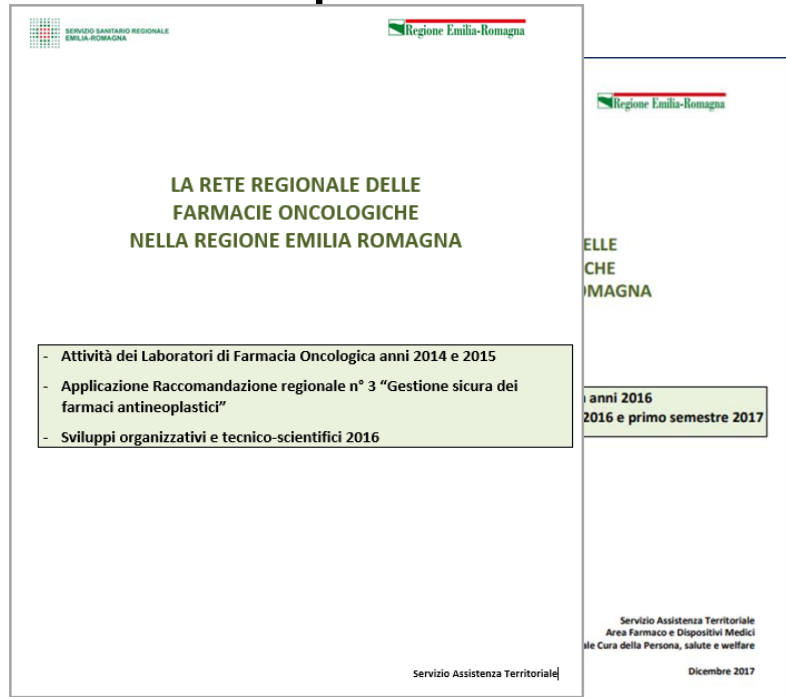 SERVIZIO SANITARIO REGIONALE
EMILIA-ROMAGNA
Regione Emilia-Romagna
LA RETE REGIONALE DELLE
FARMACIE ONCOLOGICHE
NELLA REGIONE EMILIA ROMAGNA
- Attività dei Laboratori di Farmacia Oncologica anni 2014 e 2015
- Applicazione Raccomandazione regionale n° 3 “Gestione sicura dei
farmaci antineoplastici”
- Sviluppi organizzativi e tecnico-scientifici 2016
Servizio Assistenza Territoriale
Regione Emilia-Romagna
ELLE
CHE
MAGNA
anni 2016
2016 e primo semestre 2017
Servizio Assistenza Territoriale
Area Farmaco e Dispositivi Medici
ale Cura della Persona, salute e welfare
Dicembre 2017